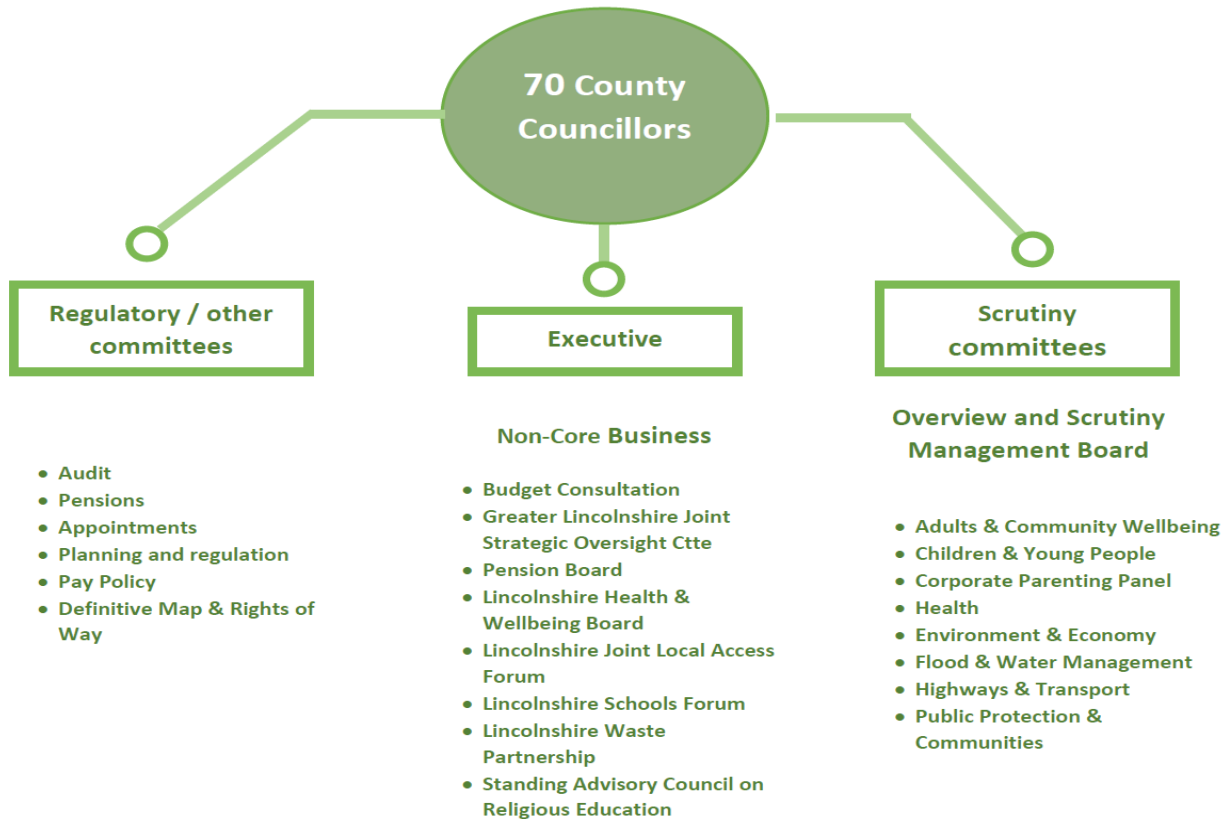 70 County
Councillors
Regulatory / other
committees
• Audit
• Pensions
• Appointments
• Planning and regulation
• Pay Policy
• Definitive Map & Rights of
Way
Executive
Non-Core Business
• Budget Consultation
• Greater Lincolnshire Joint
Strategic Oversight Ctte
• Pension Board
• Lincolnshire Health &
Wellbeing Board
• Lincolnshire Joint Local Access
Forum
• Lincolnshire Schools Forum
• Lincolnshire Waste
Partnership
• Standing Advisory Council on
Religious Education
Scrutiny
committees
Overview and Scrutiny
Management Board
• Adults & Community Wellbeing
• Children & Young People
• Corporate Parenting Panel
• Health
• Environment & Economy
• Flood & Water Management
• Highways & Transport
• Public Protection &
Communities